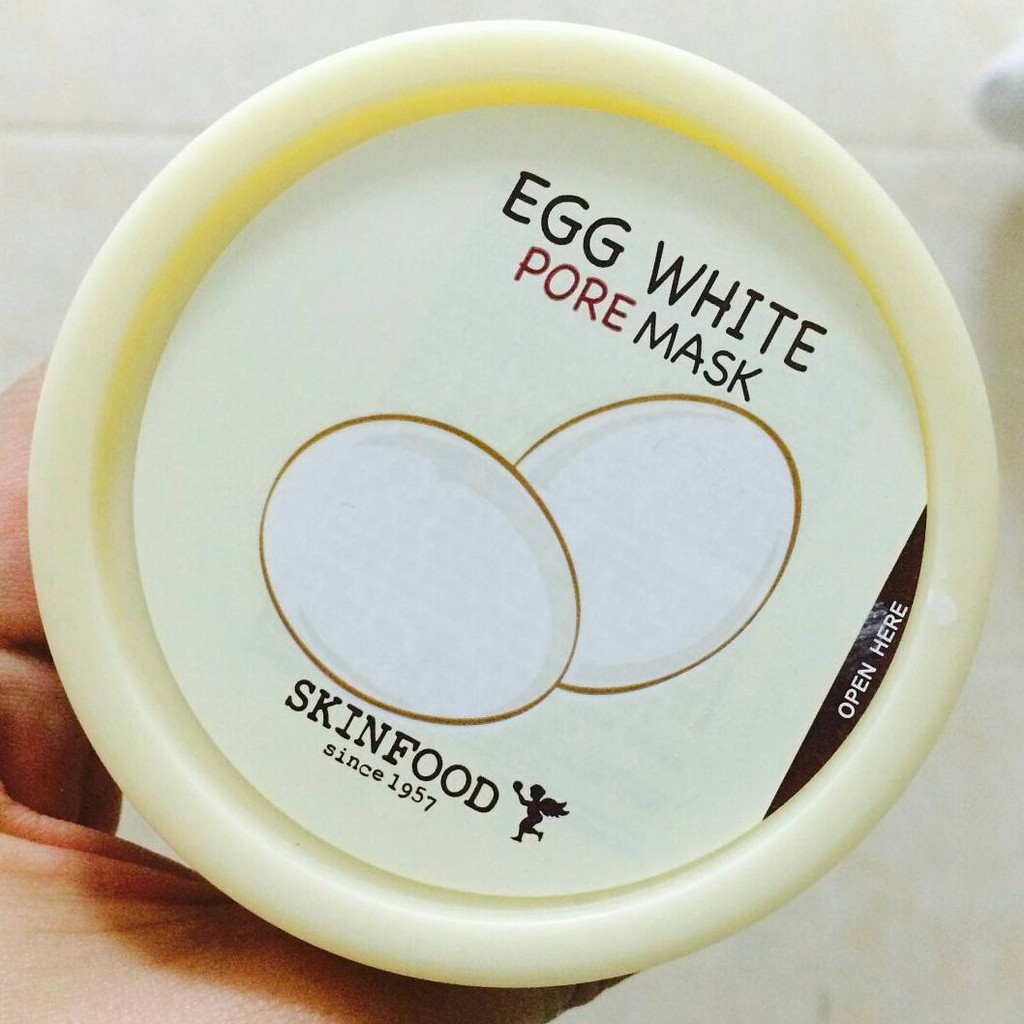 EGG WHITE
PORE MASK
OPEN HERE
SKINFOOD
since 1957